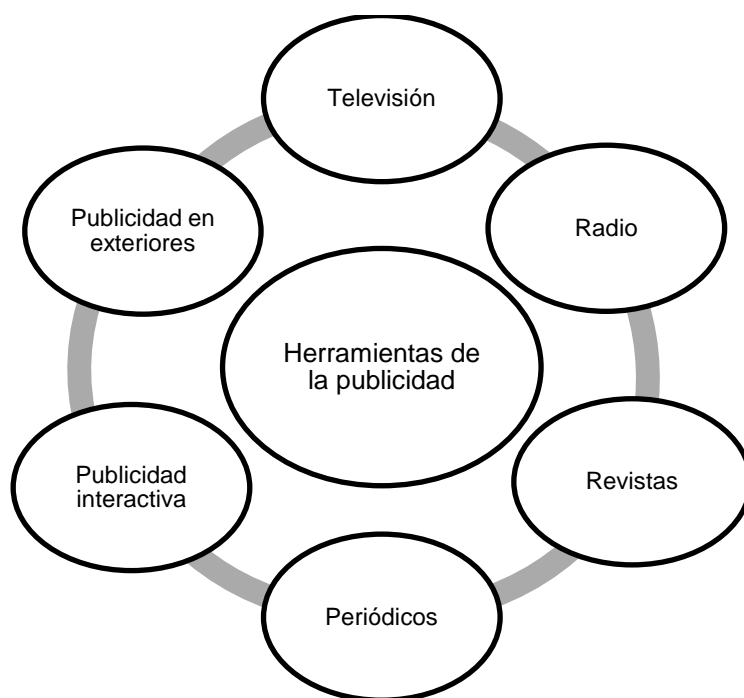 Televisión
Publicidad en
exteriores
Radio
Herramientas de
la publicidad
Publicidad
interactiva
Revistas
Periódicos